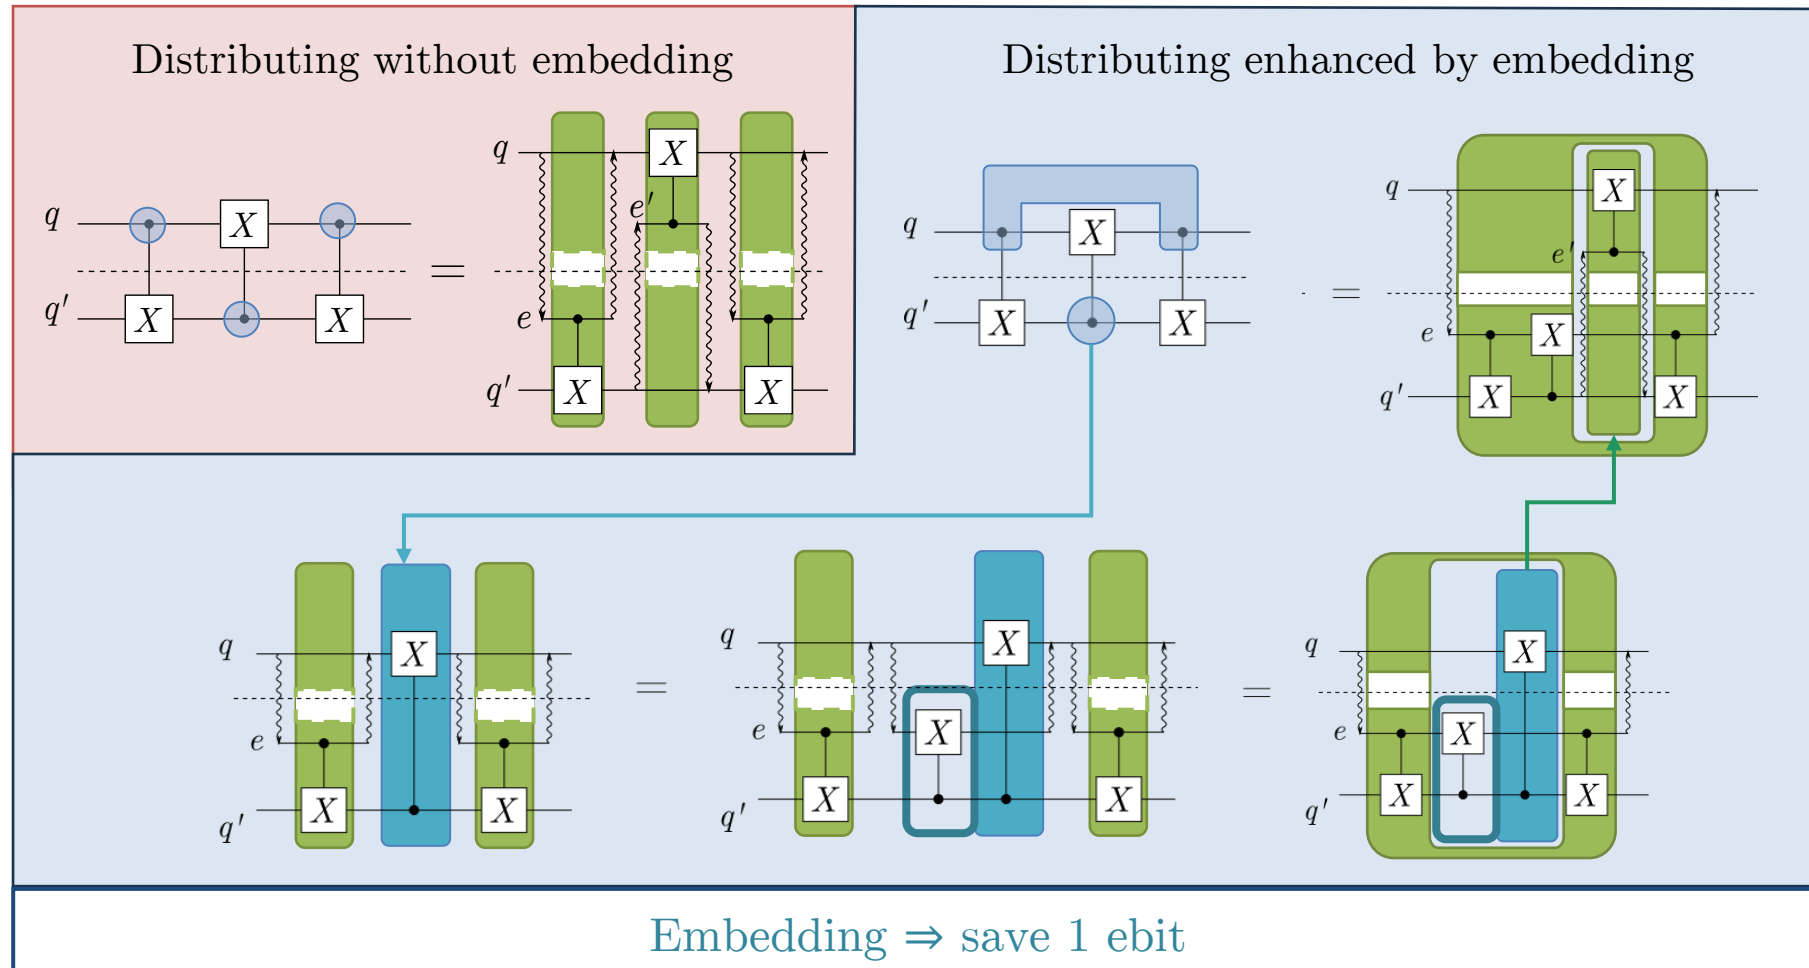 Distributing without embedding
Distributing enhanced by embedding
q X X X
q′
=
q X
e′
e
q′ X X
q X
q′ X X
=
q X
e′
e X
q′ X X
q X
e
q′ X X
=
q X
e X
q′ X X
=
q X
e X
q′ X X
Embedding ⇒ save 1 ebit